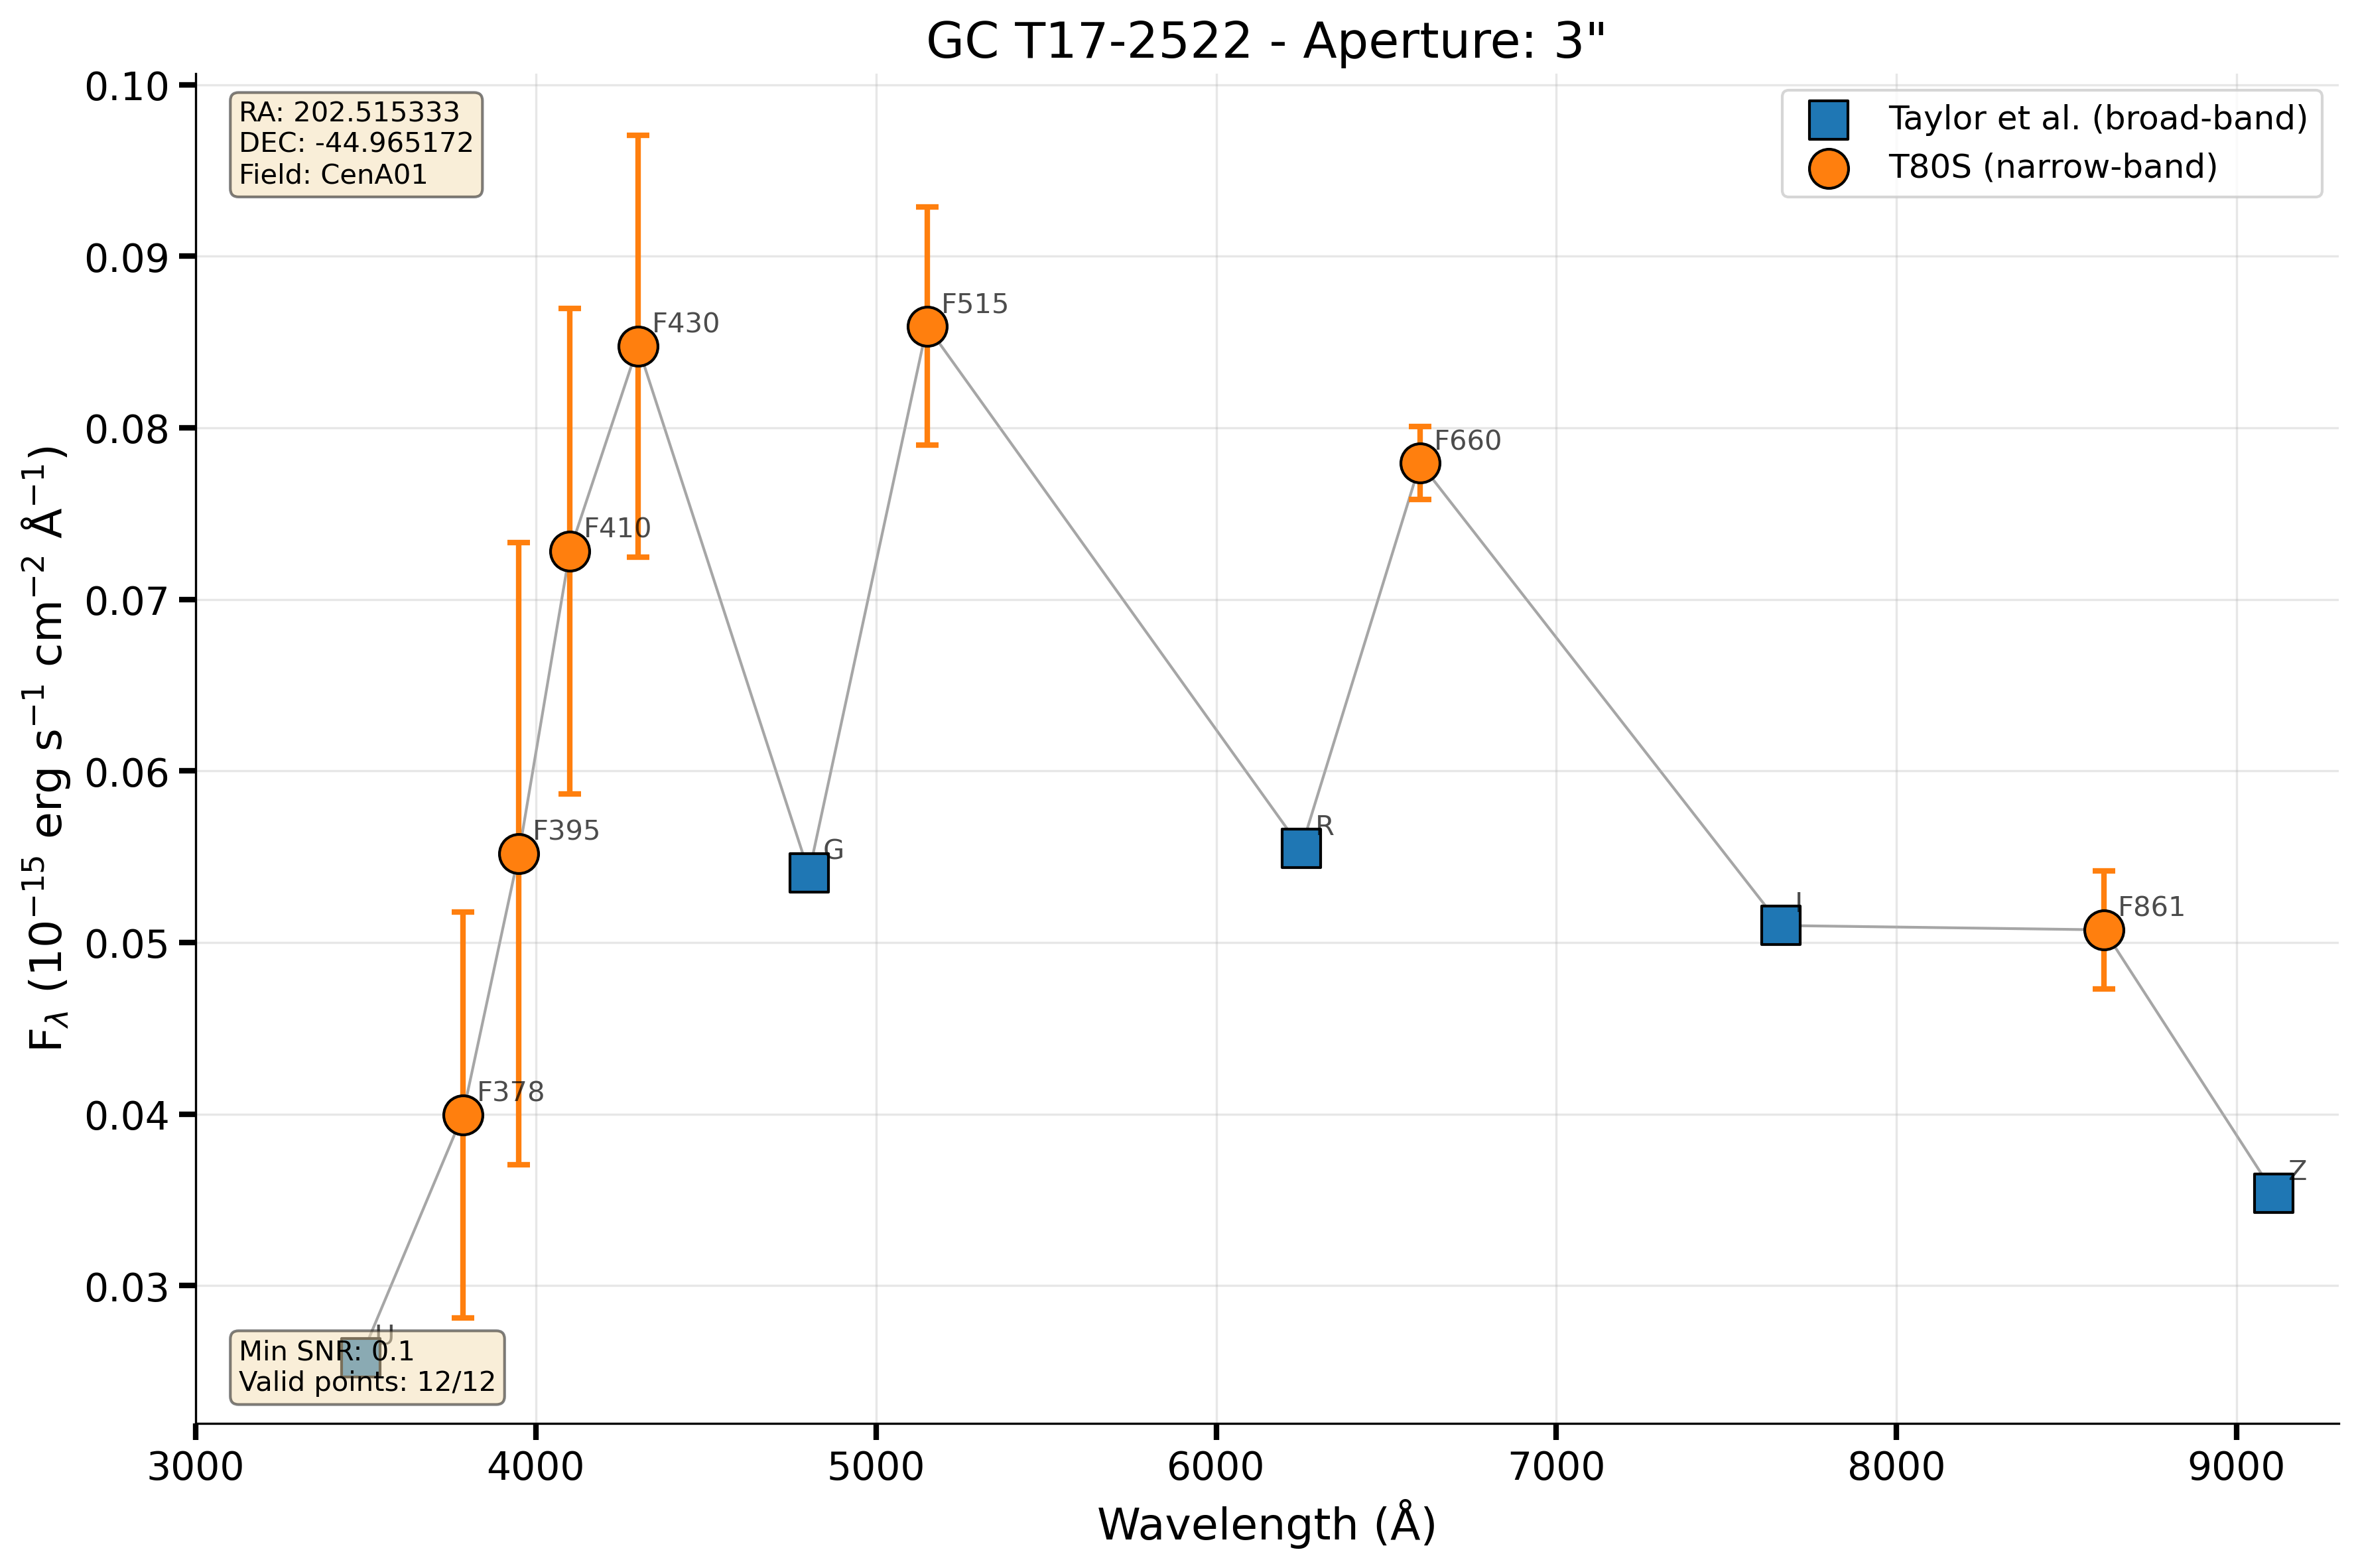 GC T17-2522 - Aperture: 3"
RA: 202.515333
DEC: -44.965172
Field: CenA01
Taylor et al. (broad-band)
T80S (narrow-band)
0.10
0.09
0.08
0.07
0.06
0.05
0.04
0.03
F_λ (10⁻¹⁵ erg s⁻¹ cm⁻² Å⁻¹)
U
F378
F395
F410
F430
G
F515
R
F660
I
F861
Z
Min SNR: 0.1
Valid points: 12/12
3000
4000
5000
6000
7000
8000
9000
Wavelength (Å)